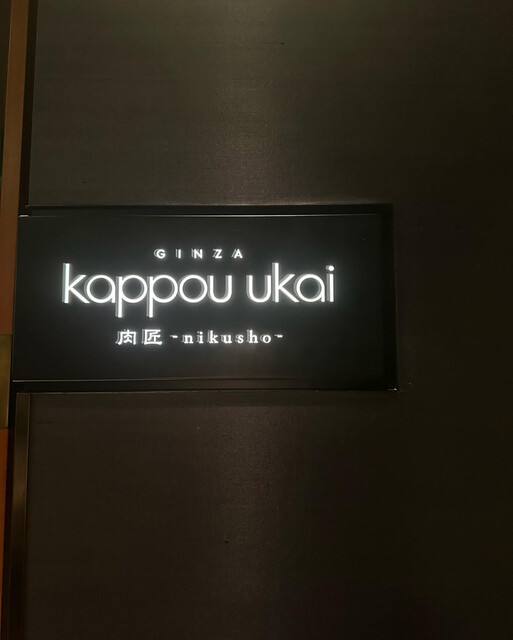 GINZA
kappou ukai
肉匠 -nikusho-